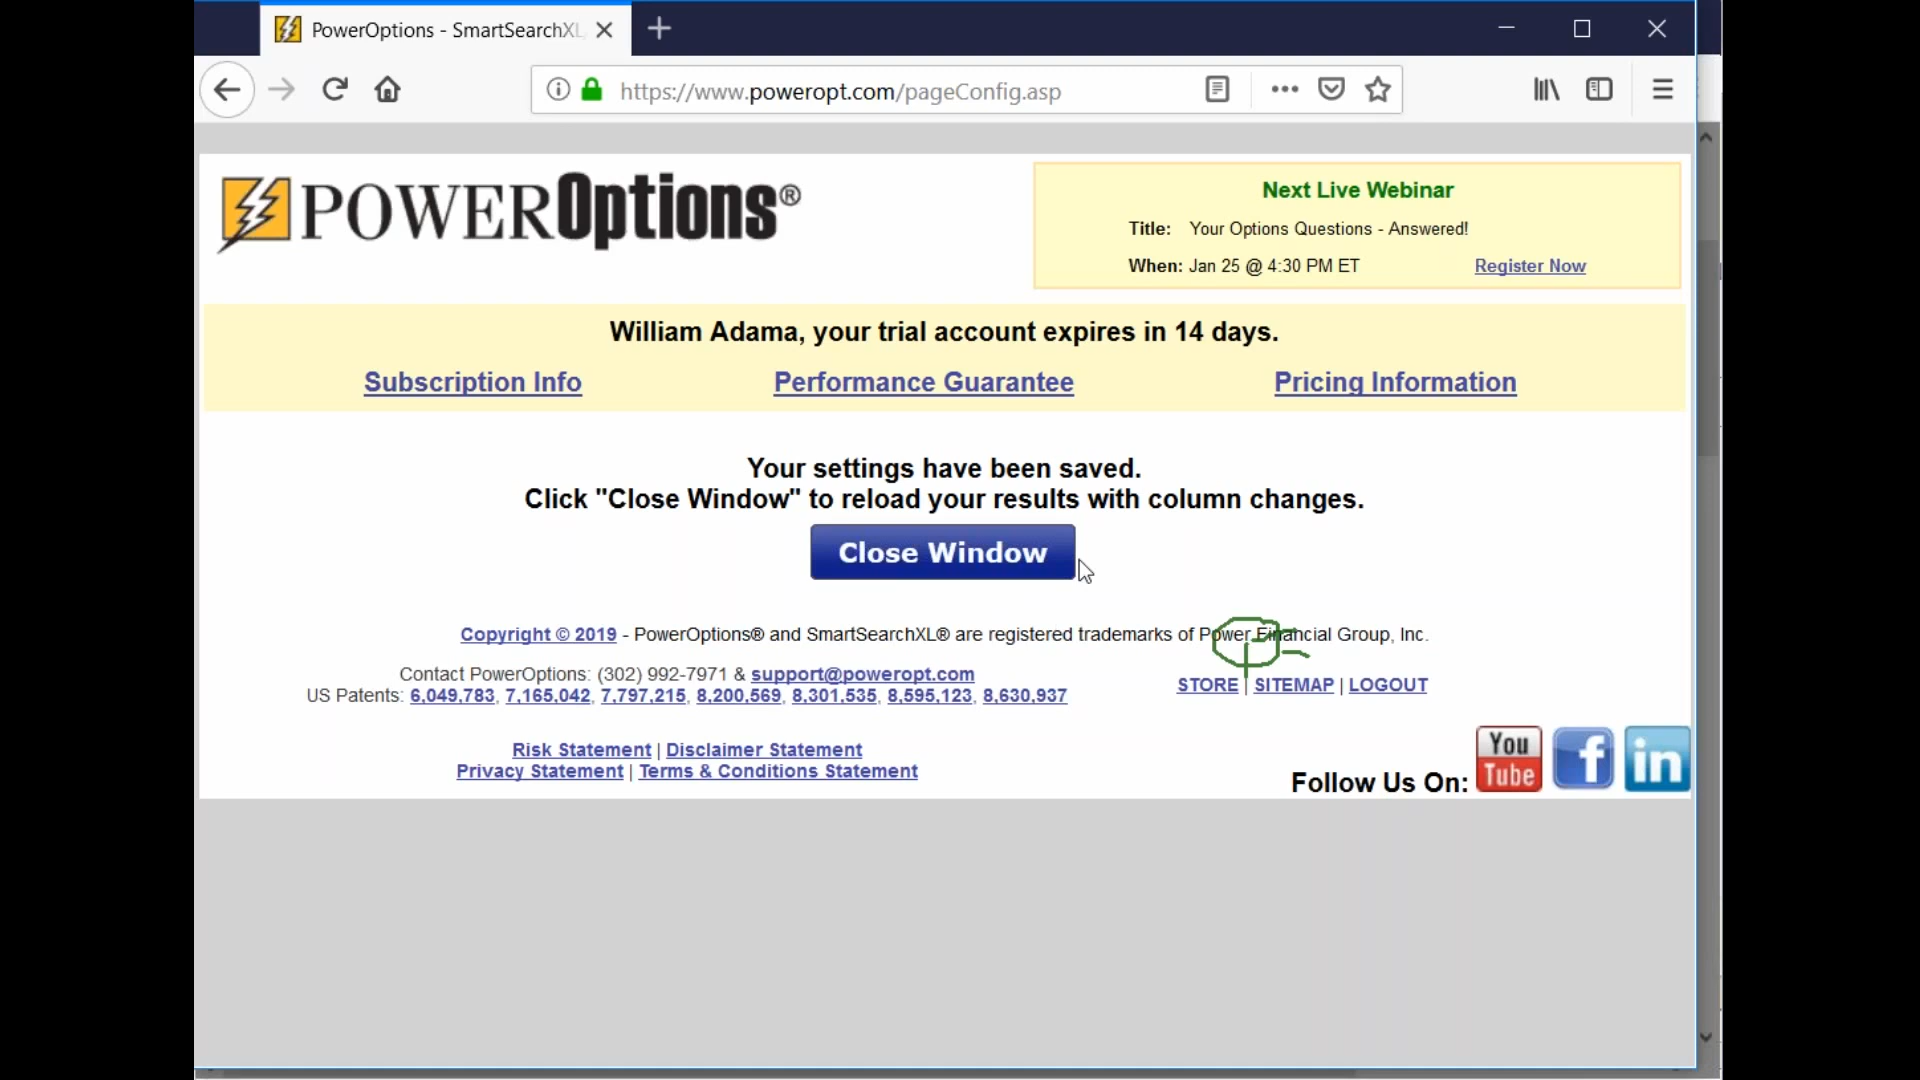 PowerOptions - SmartSearchXL
https://www.poweropt.com/pageConfig.asp
POWEROptions®
Next Live Webinar
Title: Your Options Questions - Answered!
When: Jan 25 @ 4:30 PM ET Register Now
William Adama, your trial account expires in 14 days.
Subscription Info Performance Guarantee Pricing Information
Your settings have been saved.
Click "Close Window" to reload your results with column changes.
Close Window
Copyright © 2019 - PowerOptions® and SmartSearchXL® are registered trademarks of Power Financial Group, Inc.
Contact PowerOptions: (302) 992-7971 & support@poweropt.com
US Patents: 6,049,783, 7,165,042, 7,797,215, 8,200,569, 8,301,535, 8,595,123, 8,630,937
STORE | SITEMAP | LOGOUT
Risk Statement | Disclaimer Statement
Privacy Statement | Terms & Conditions Statement
Follow Us On: You Tube f in